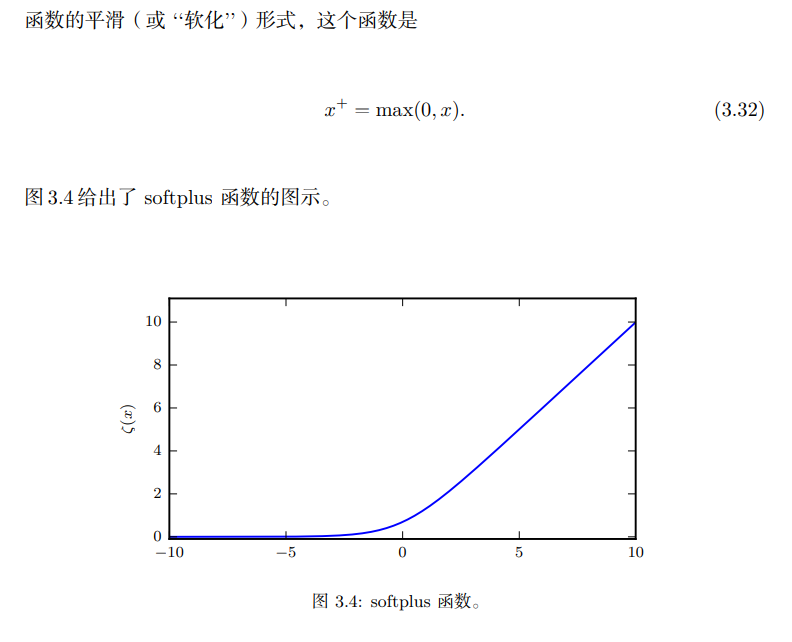 函数的平滑（或 “软化”）形式，这个函数是
x⁺ = max(0, x). (3.32)
图 3.4 给出了 softplus 函数的图示。
10
8
6
4
2
0
ζ(x)
−10 −5 0 5 10
图 3.4: softplus 函数。